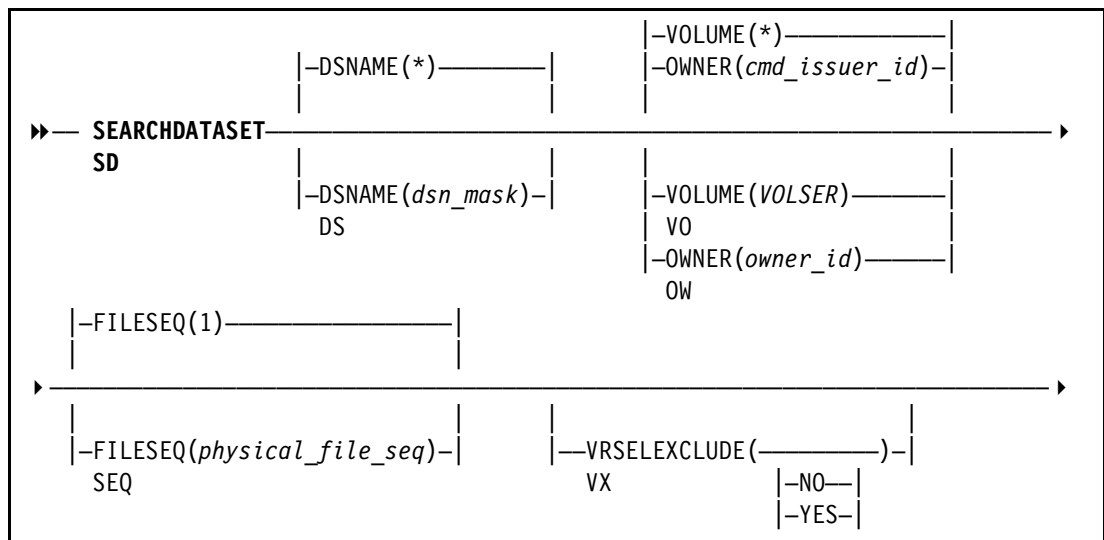 VOLUME(*)
DSNAME(*) OWNER(cmd_issuer_id)
SEARCHDATASET
SD
DSNAME(dsn_mask) VOLUME(VOLSER)
DS VO
OWNER(owner_id)
OW
FILESEQ(1)
FILESEQ(physical_file_seq) VRSELEXCLUDE( )
SEQ VX NO
YES